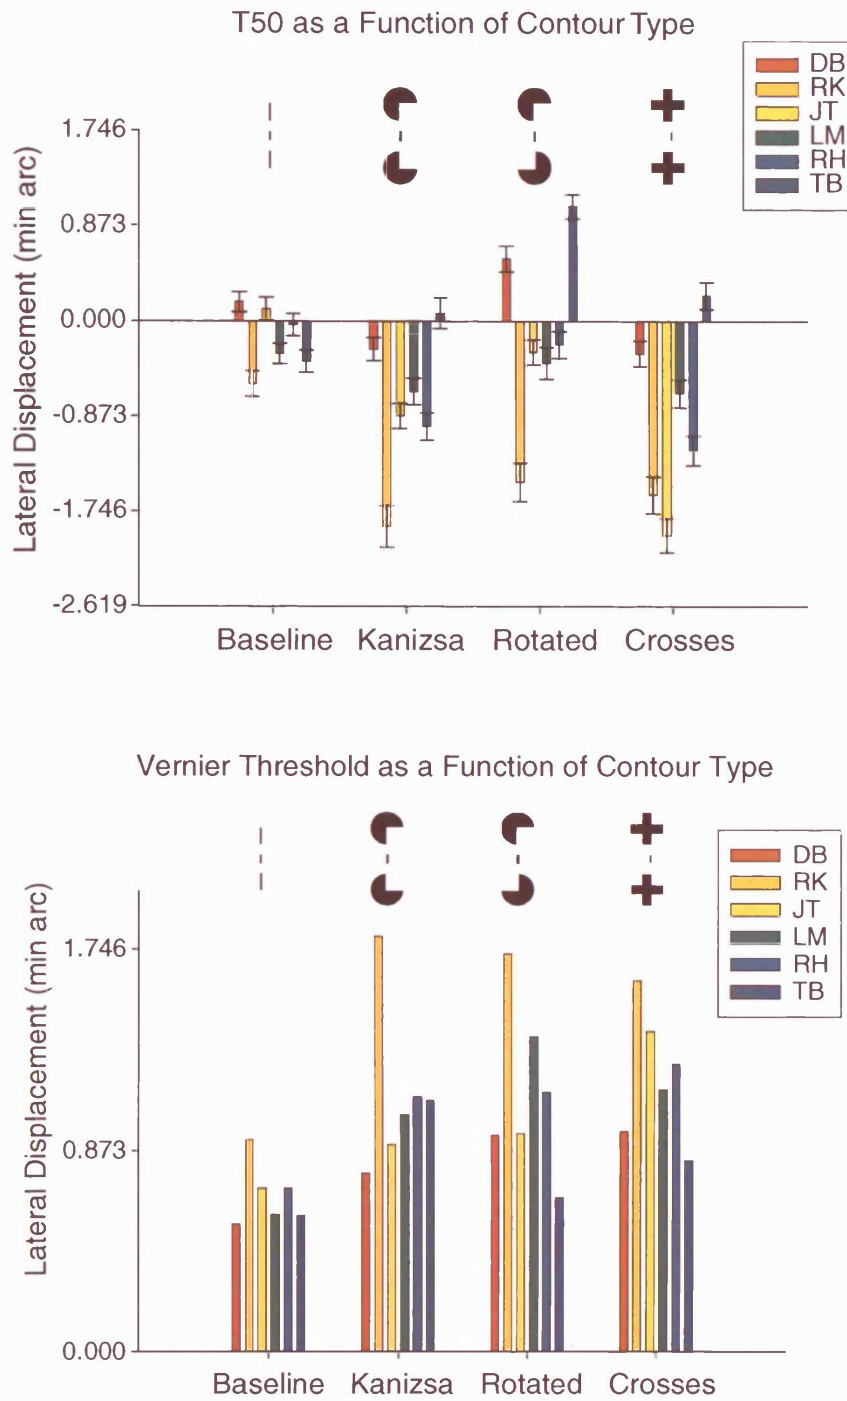 T50 as a Function of Contour Type
DB
RK
JT
LM
RH
TB
Lateral Displacement (min arc)
1.746
0.873
0.000
-0.873
-1.746
-2.619
Baseline Kanizsa Rotated Crosses
Vernier Threshold as a Function of Contour Type
DB
RK
JT
LM
RH
TB
Lateral Displacement (min arc)
1.746
0.873
0.000
Baseline Kanizsa Rotated Crosses